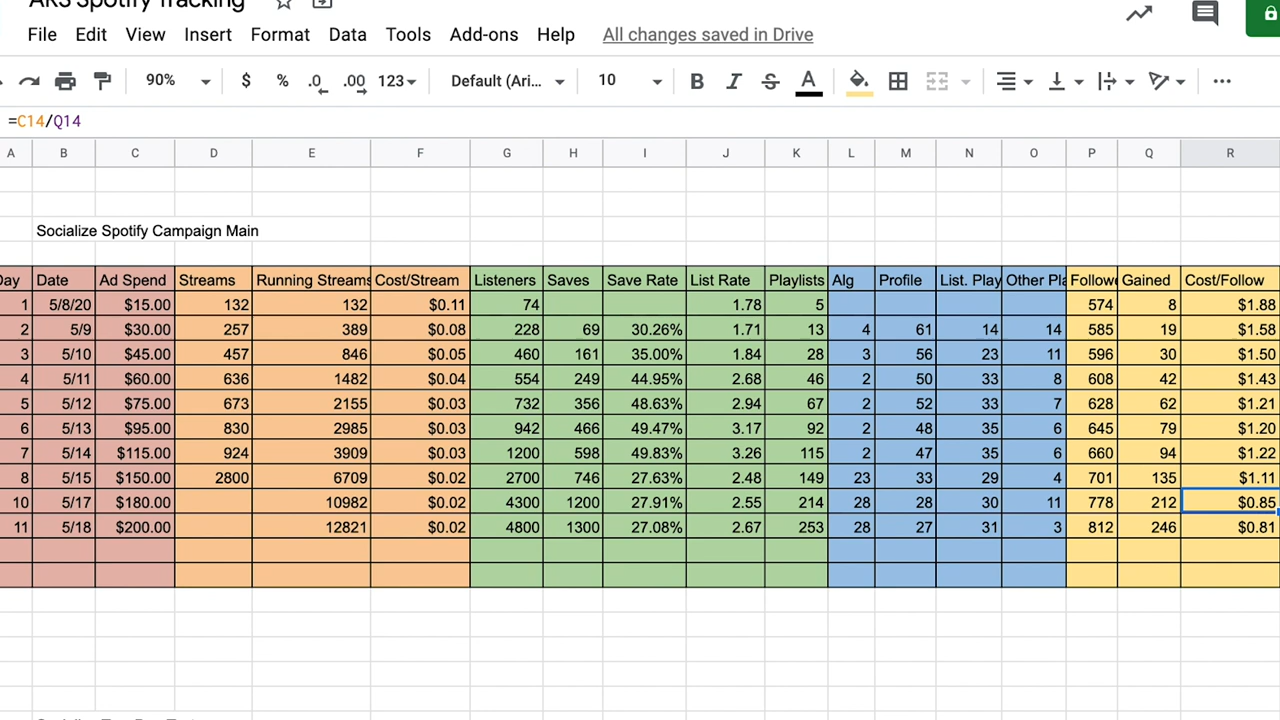 ARS Spotify Tracking
File Edit View Insert Format Data Tools Add-ons Help All changes saved in Drive
90% $ % .0 .00 123 Default (Ari... 10 B I S A ...
=C14/Q14
A B C D E F G H I J K L M N O P Q R
Socialize Spotify Campaign Main
Day Date Ad Spend Streams Running Streams Cost/Stream Listeners Saves Save Rate List Rate Playlists Alg Profile List. Play Other Pla Followe Gained Cost/Follow
1 5/8/20 $15.00 132 132 $0.11 74 1.78 5 574 8 $1.88
2 5/9 $30.00 257 389 $0.08 228 69 30.26% 1.71 13 4 61 14 14 585 19 $1.58
3 5/10 $45.00 457 846 $0.05 460 161 35.00% 1.84 28 3 56 23 11 596 30 $1.50
4 5/11 $60.00 636 1482 $0.04 554 249 44.95% 2.68 46 2 50 33 8 608 42 $1.43
5 5/12 $75.00 673 2155 $0.03 732 356 48.63% 2.94 67 2 52 33 7 628 62 $1.21
6 5/13 $95.00 830 2985 $0.03 942 466 49.47% 3.17 92 2 48 35 6 645 79 $1.20
7 5/14 $115.00 924 3909 $0.03 1200 598 49.83% 3.26 115 2 47 35 6 660 94 $1.22
8 5/15 $150.00 2800 6709 $0.02 2700 746 27.63% 2.48 149 23 33 29 4 701 135 $1.11
10 5/17 $180.00 10982 $0.02 4300 1200 27.91% 2.55 214 28 28 30 11 778 212 $0.85
11 5/18 $200.00 12821 $0.02 4800 1300 27.08% 2.67 253 28 27 31 3 812 246 $0.81